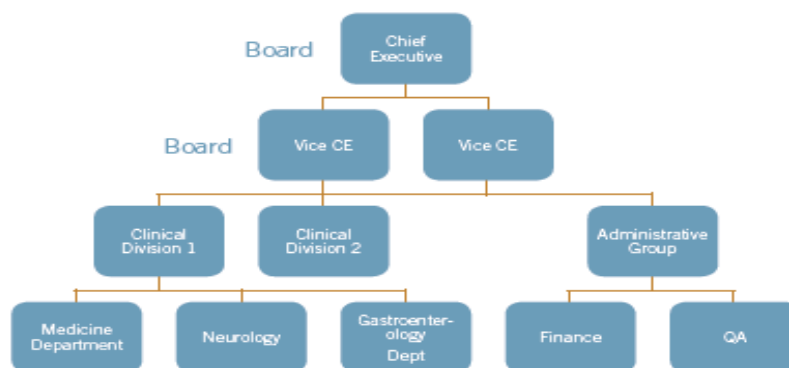 Board
Chief
Executive
Board
Vice CE
Vice CE
Clinical
Division 1
Clinical
Division 2
Administrative
Group
Medicine
Department
Neurology
Gastroenter-
ology
Dept
Finance
QA